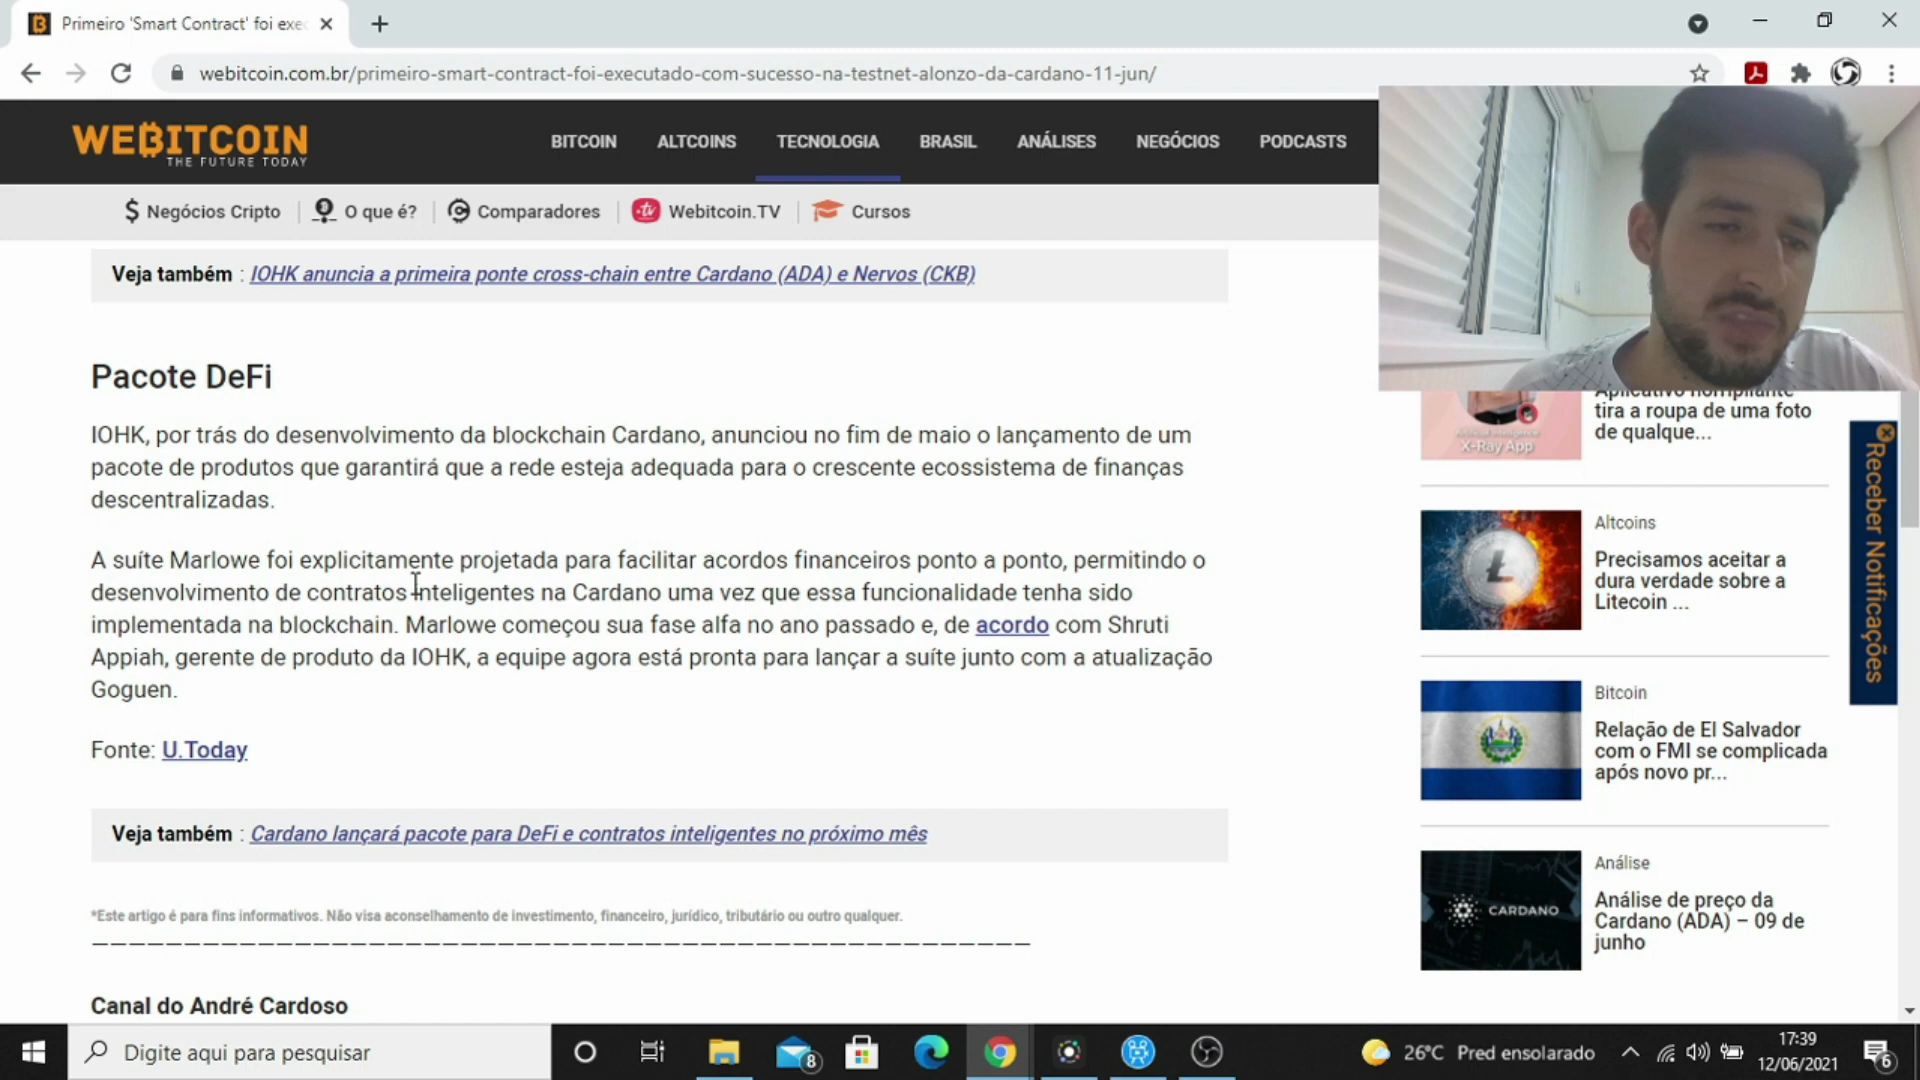 Primeiro 'Smart Contract' foi exec
webitcoin.com.br/primeiro-smart-contract-foi-executado-com-sucesso-na-testnet-alonzo-da-cardano-11-jun/
WEBITCOIN
THE FUTURE TODAY
BITCOIN ALTCOINS TECNOLOGIA BRASIL ANÁLISES NEGÓCIOS PODCASTS
Negócios Cripto O que é? Comparadores Webitcoin.TV Cursos
Veja também : IOHK anuncia a primeira ponte cross-chain entre Cardano (ADA) e Nervos (CKB)
Pacote DeFi
IOHK, por trás do desenvolvimento da blockchain Cardano, anunciou no fim de maio o lançamento de um
pacote de produtos que garantirá que a rede esteja adequada para o crescente ecossistema de finanças
descentralizadas.
A suíte Marlowe foi explicitamente projetada para facilitar acordos financeiros ponto a ponto, permitindo o
desenvolvimento de contratos inteligentes na Cardano uma vez que essa funcionalidade tenha sido
implementada na blockchain. Marlowe começou sua fase alfa no ano passado e, de acordo com Shruti
Appiah, gerente de produto da IOHK, a equipe agora está pronta para lançar a suíte junto com a atualização
Goguen.
Fonte: U.Today
Veja também : Cardano lançará pacote para DeFi e contratos inteligentes no próximo mês
*Este artigo é para fins informativos. Não visa aconselhamento de investimento, financeiro, jurídico, tributário ou outro qualquer.
Canal do André Cardoso
X-Ray App
Aplicativo horripilante
tira a roupa de uma foto
de qualque...
Altcoins
Precisamos aceitar a
dura verdade sobre a
Litecoin ...
Bitcoin
Relação de El Salvador
com o FMI se complicada
após novo pr...
CARDANO
Análise
Análise de preço da
Cardano (ADA) – 09 de
junho
Receber Notificações
Digite aqui para pesquisar
8
26°C Pred ensolarado
17:39
12/06/2021
6